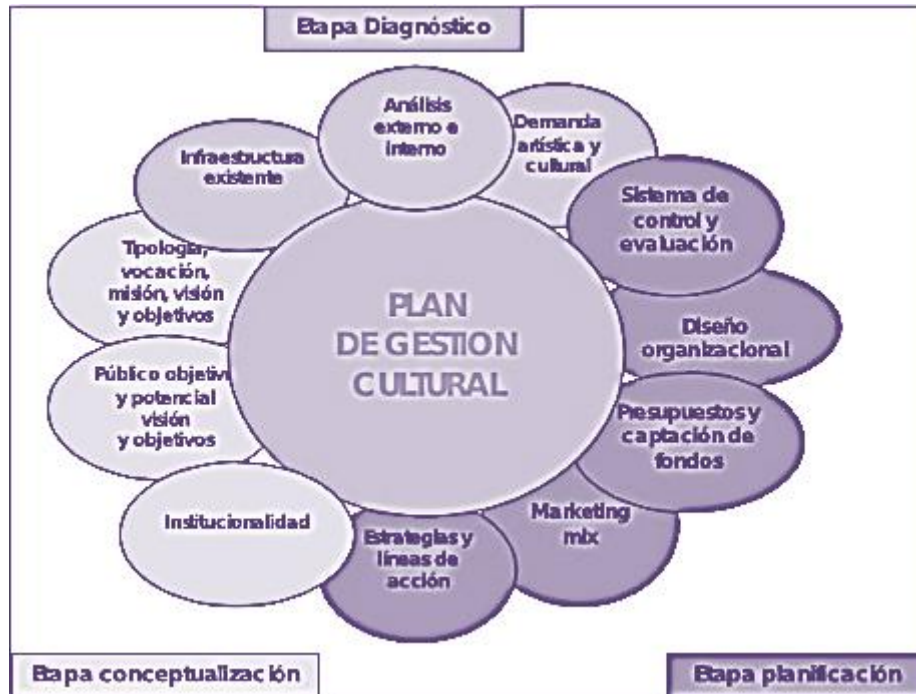 Etapa Diagnóstico
Análisis
externo e
interno
Demanda
artística y
cultural
Infraestructura
existente
Sistema de
control y
evaluación
Tipología,
vocación,
misión, visión
y objetivos
PLAN
DE GESTION
CULTURAL
Diseño
organizacional
Público objetivo
y potencial
visión
y objetivos
Presupuestos y
captación de
fondos
Institucionalidad
Marketing
mix
Estrategias y
líneas de
acción
Etapa conceptualización
Etapa planificación